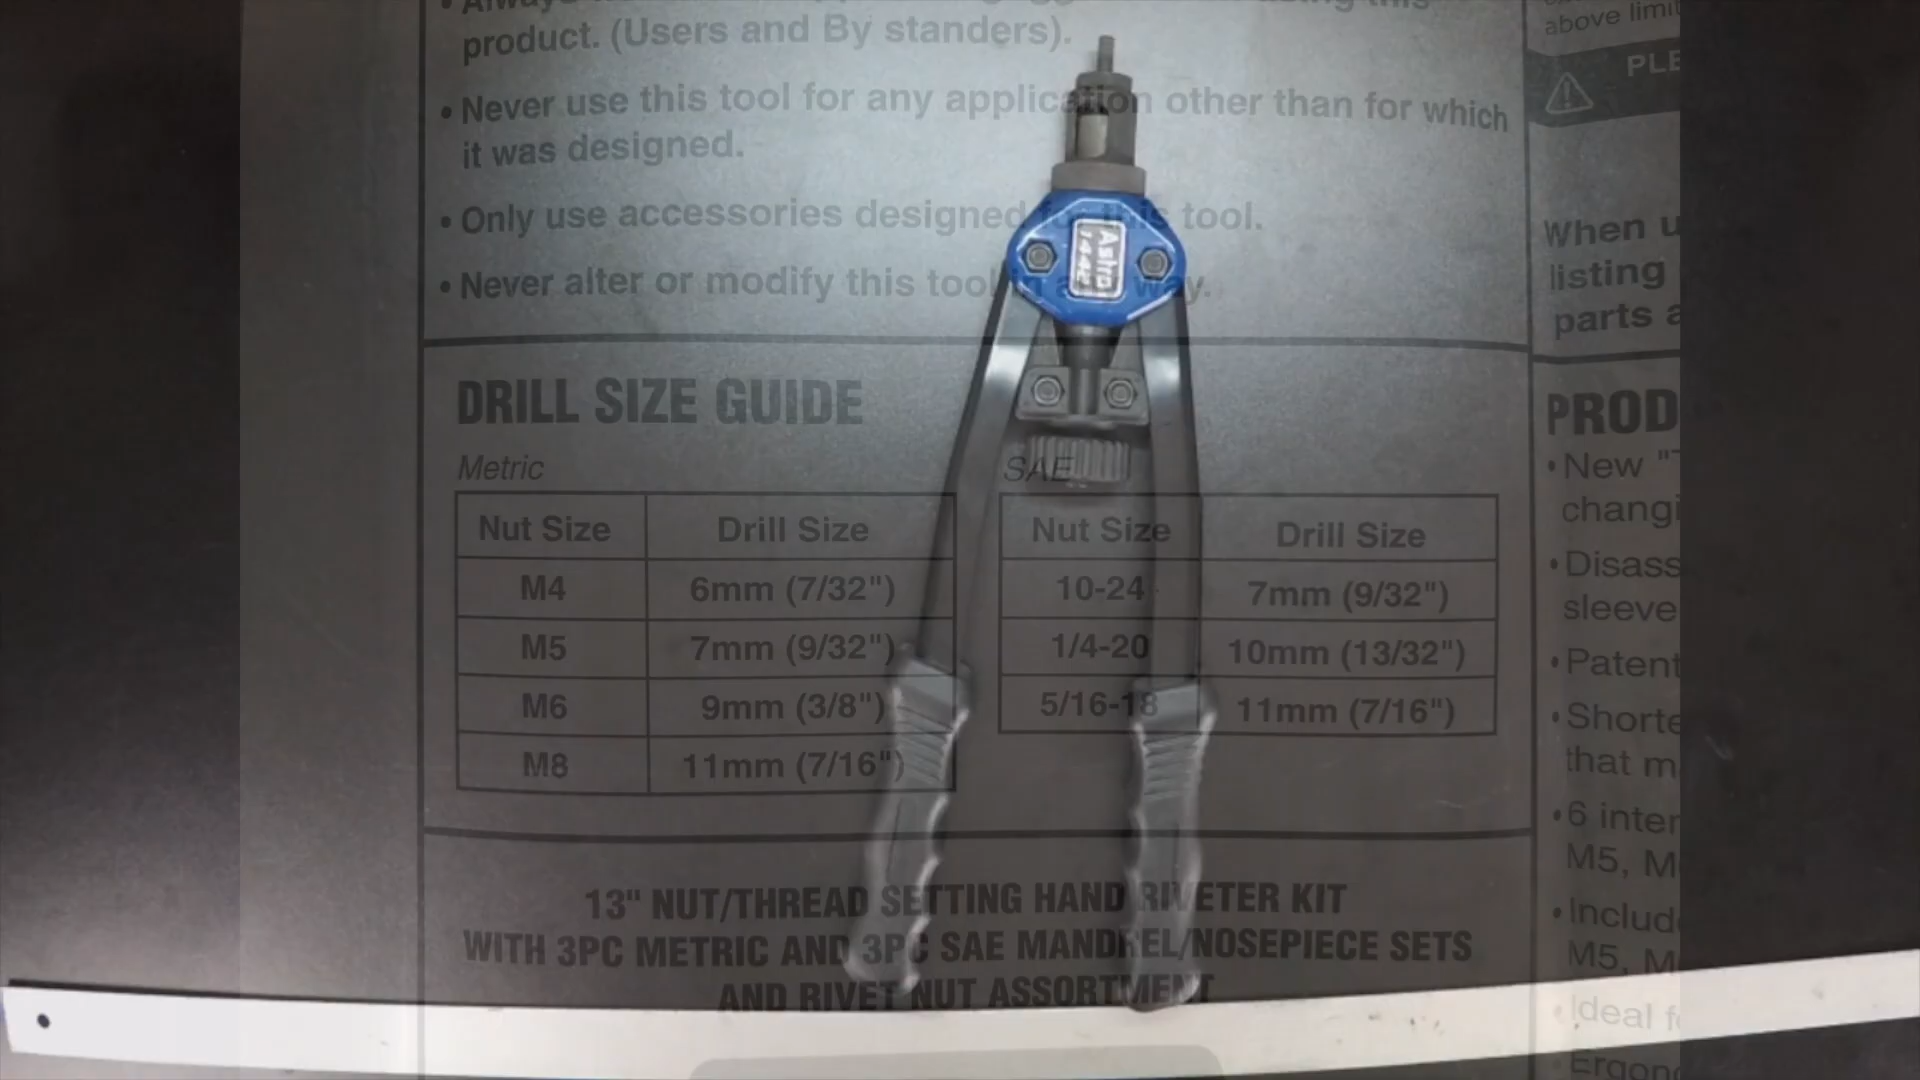 product. (Users and By standers).
• Never use this tool for any application other than for which
it was designed.
• Only use accessories designed for this tool.
• Never alter or modify this tool in any way.
DRILL SIZE GUIDE
Metric
Nut Size Drill Size
M4 6mm (7/32")
M5 7mm (9/32")
M6 9mm (3/8")
M8 11mm (7/16")
SAE
Nut Size Drill Size
10-24 7mm (9/32")
1/4-20 10mm (13/32")
5/16-18 11mm (7/16")
13" NUT/THREAD SETTING HAND RIVETER KIT
WITH 3PC METRIC AND 3PC SAE MANDREL/NOSEPIECE SETS
AND RIVET NUT ASSORTMENT
Astro
1442
above limit
PLE
When u
listing
parts a
PROD
• New "T
changi
• Disass
sleeve
• Patent
• Shorte
that m
• 6 inter
M5, M
• Includ
M5, M
• Ideal f
Ergon